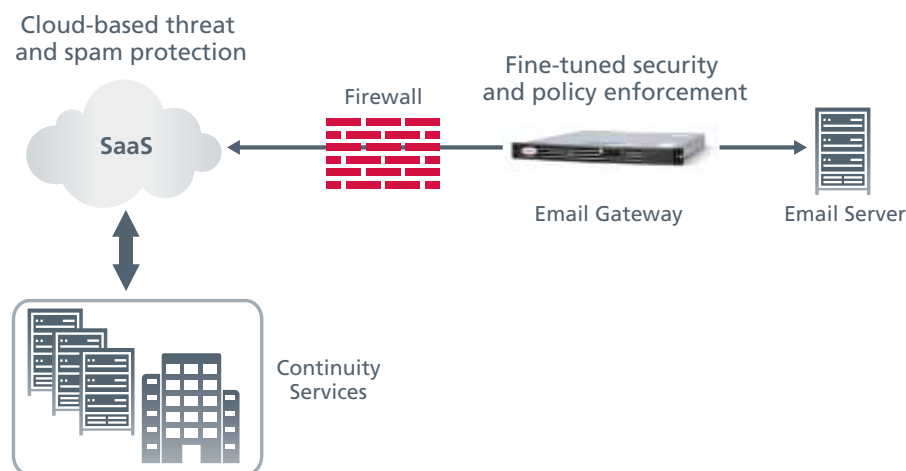 Cloud-based threat
and spam protection
SaaS
Firewall
Fine-tuned security
and policy enforcement
Email Gateway
Email Server
Continuity
Services